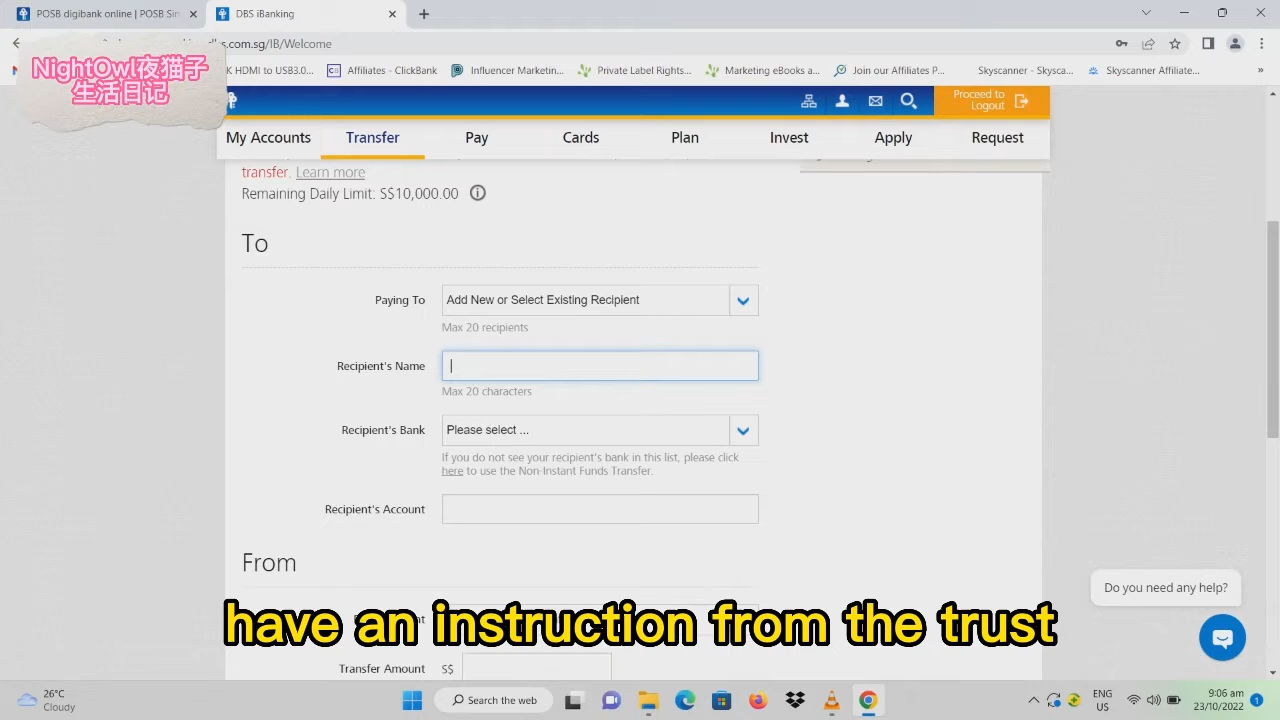 POSB digibank online | POSB Sin
DBS iBanking
.com.sg/IB/Welcome
NightOwl夜猫子
生活日记
K HDMI to USB3.0...
Affiliates - ClickBank
Influencer Marketin...
Private Label Rights...
Marketing eBooks...
Skyscanner Affiliates P...
Skyscanner - Skysca...
Skyscanner Affiliate...
Proceed to
Logout
My Accounts
Transfer
Pay
Cards
Plan
Invest
Apply
Request
transfer. Learn more
Remaining Daily Limit: S$10,000.00
To
Paying To
Add New or Select Existing Recipient
Max 20 recipients
Recipient's Name
Max 20 characters
Recipient's Bank
Please select ...
If you do not see your recipient's bank in this list, please click
here to use the Non-Instant Funds Transfer.
Recipient's Account
From
Do you need any help?
have an instruction from the trust
Transfer Amount
S$
26°C
Cloudy
Search the web
ENG
US
9:06 am
23/10/2022
1